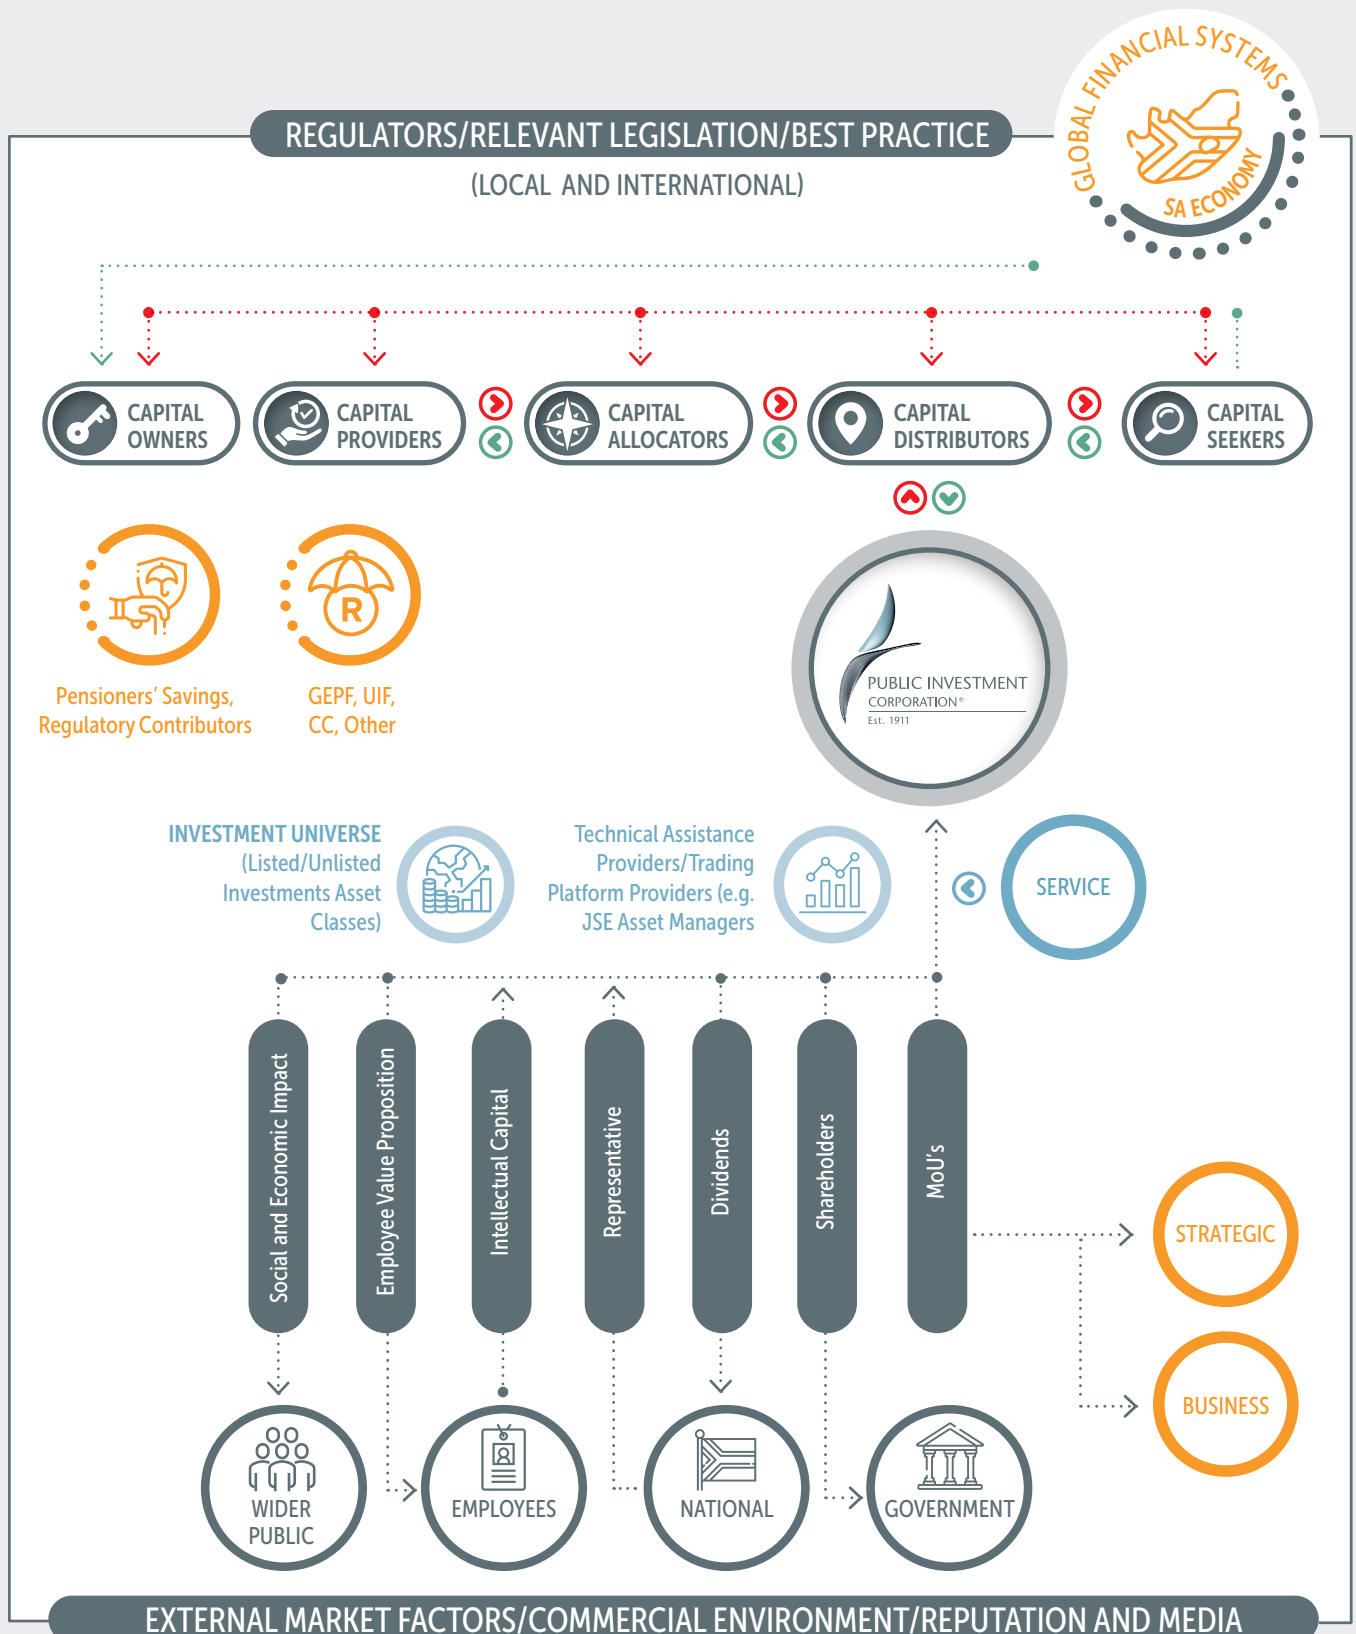 GLOBAL FINANCIAL SYSTEMS
SA ECONOMY
REGULATORS/RELEVANT LEGISLATION/BEST PRACTICE
(LOCAL AND INTERNATIONAL)
CAPITAL
OWNERS
CAPITAL
PROVIDERS
CAPITAL
ALLOCATORS
CAPITAL
DISTRIBUTORS
CAPITAL
SEEKERS
R
Pensioners' Savings,
Regulatory Contributors
GEPF, UIF,
CC, Other
PUBLIC INVESTMENT
CORPORATION®
Est. 1911
INVESTMENT UNIVERSE
(Listed/Unlisted
Investments Asset
Classes)
Technical Assistance
Providers/Trading
Platform Providers (e.g.
JSE Asset Managers
SERVICE
Social and Economic Impact
Employee Value Proposition
Intellectual Capital
Representative
Dividends
Shareholders
MoU's
STRATEGIC
BUSINESS
WIDER
PUBLIC
EMPLOYEES
NATIONAL
GOVERNMENT
EXTERNAL MARKET FACTORS/COMMERCIAL ENVIRONMENT/REPUTATION AND MEDIA